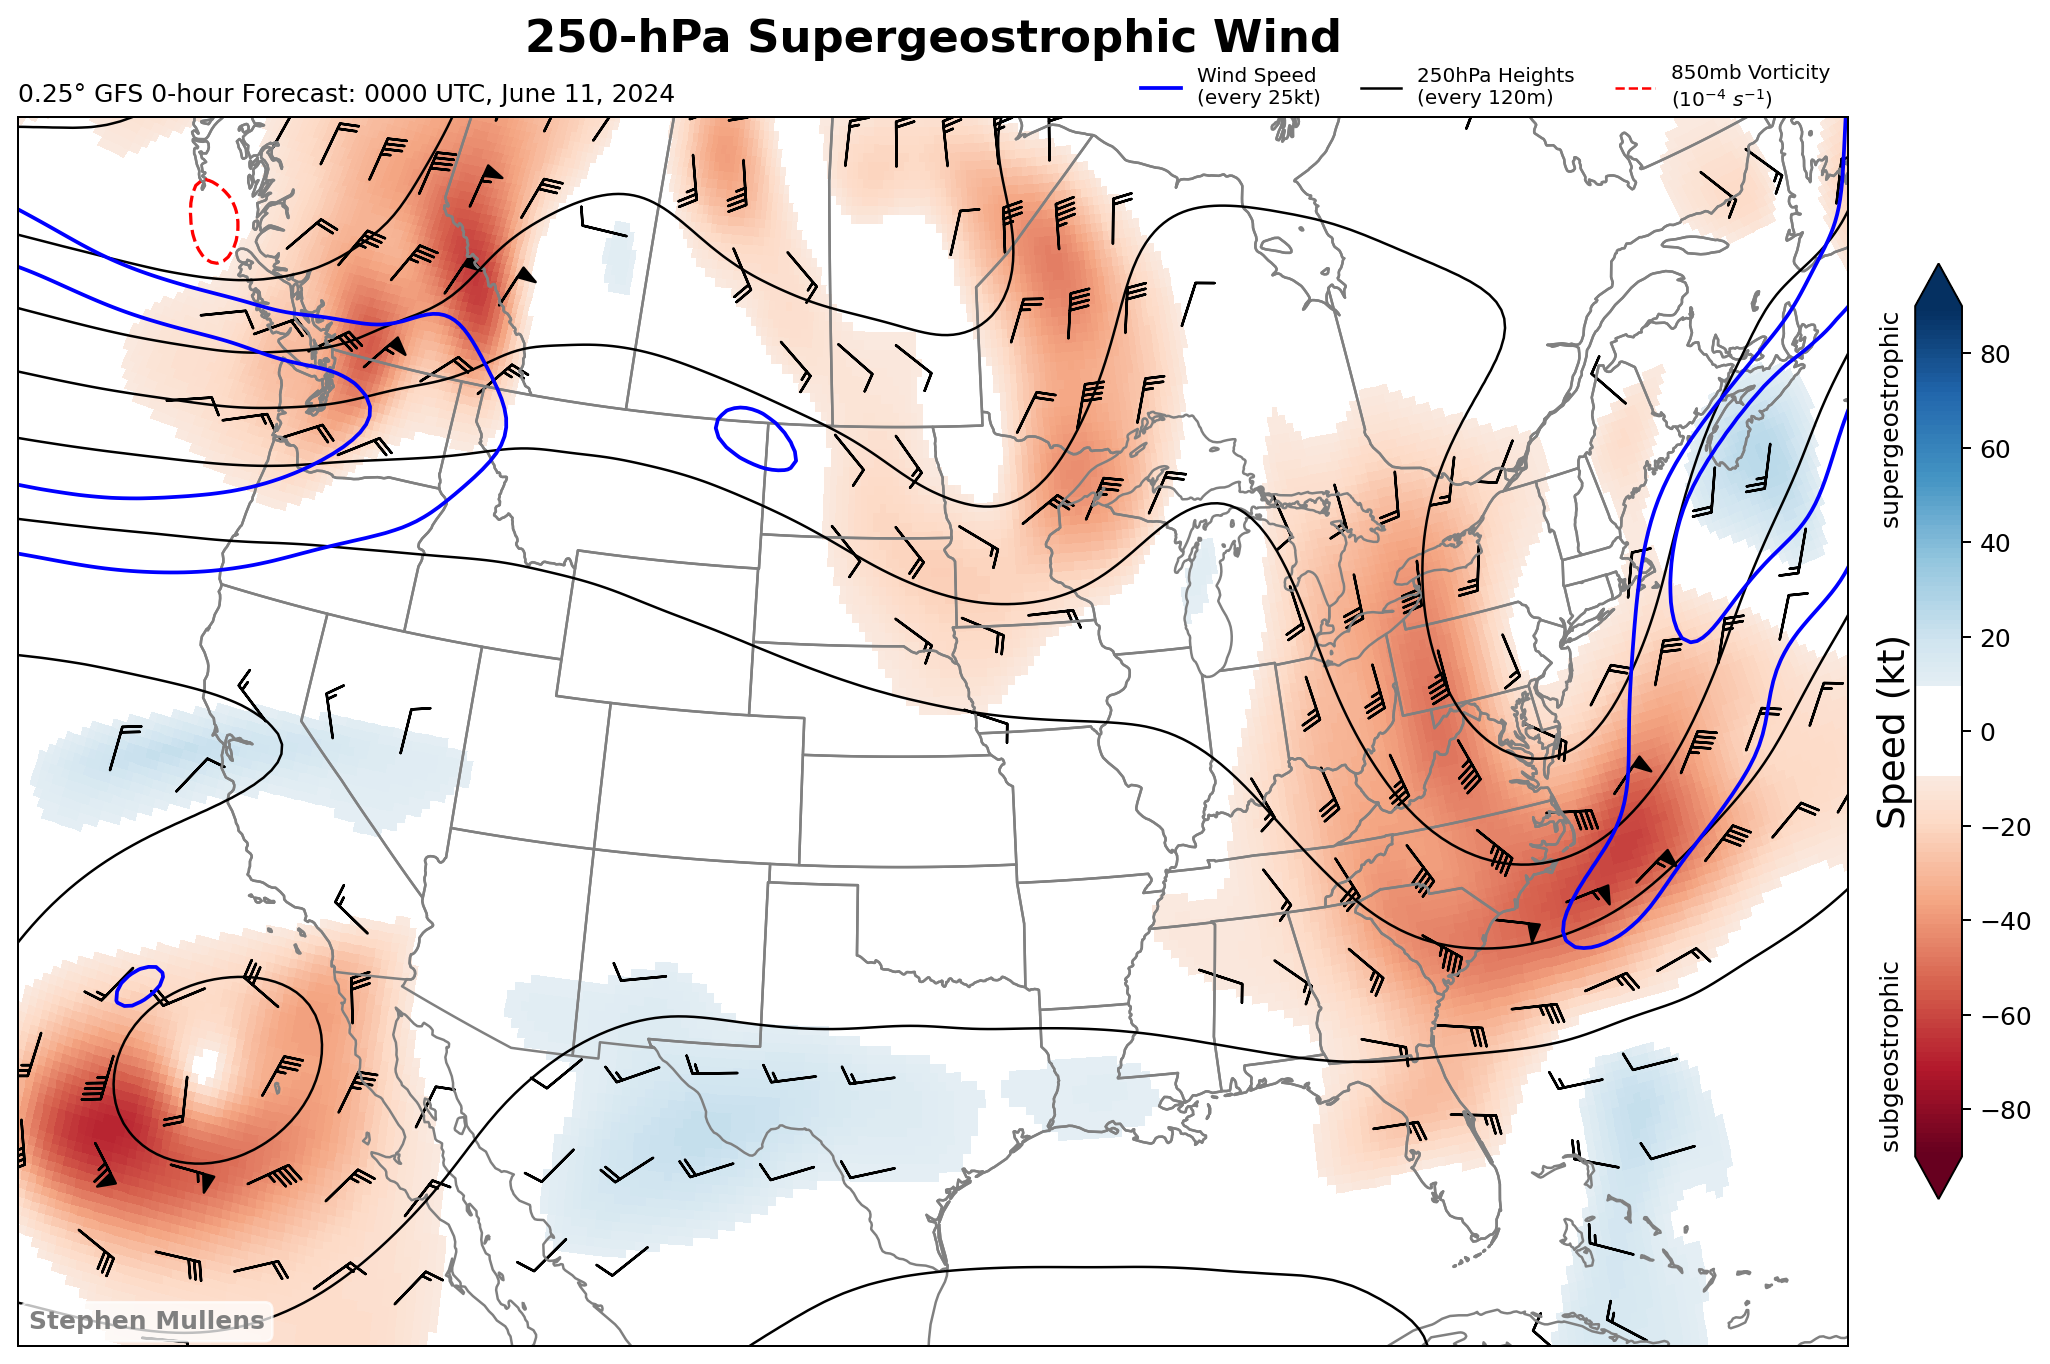 250-hPa Supergeostrophic Wind
0.25° GFS 0-hour Forecast: 0000 UTC, June 11, 2024
Wind Speed
(every 25kt)
250hPa Heights
(every 120m)
850mb Vorticity
(10⁻⁴ s⁻¹)
supergeostrophic
Speed (kt)
subgeostrophic
80
60
40
20
0
−20
−40
−60
−80
Stephen Mullens